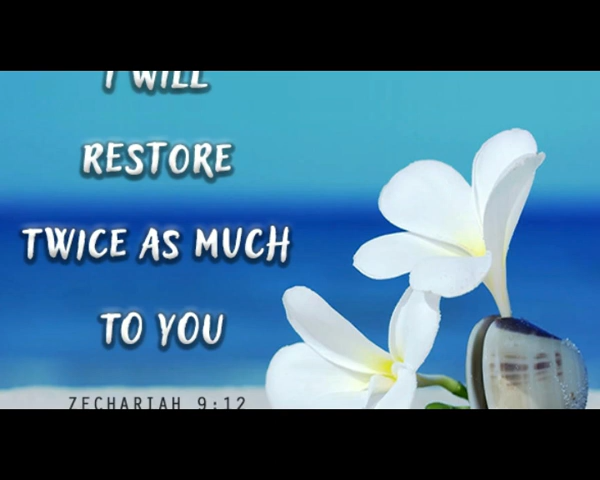 I WILL
RESTORE
TWICE AS MUCH
TO YOU
ZECHARIAH 9:12